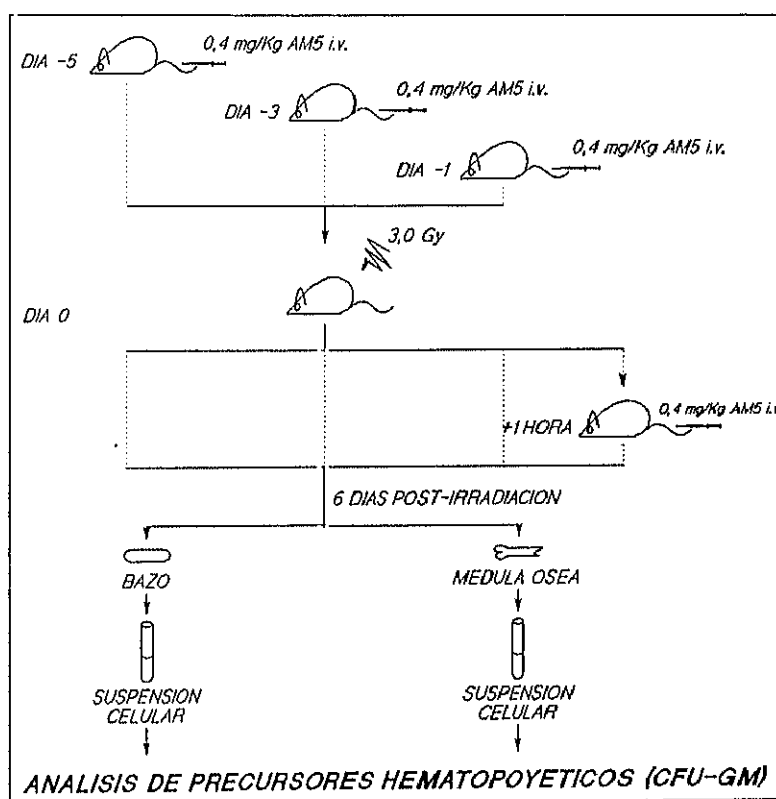 DIA -5
0,4 mg/Kg AM5 i.v.
DIA -3
0,4 mg/Kg AM5 i.v.
DIA -1
0,4 mg/Kg AM5 i.v.
3,0 Gy
DIA 0
+1 HORA
0,4 mg/Kg AM5 i.v.
6 DIAS POST-IRRADIACION
BAZO
MEDULA OSEA
SUSPENSION
CELULAR
SUSPENSION
CELULAR
ANALISIS DE PRECURSORES HEMATOPOYETICOS (CFU-GM)